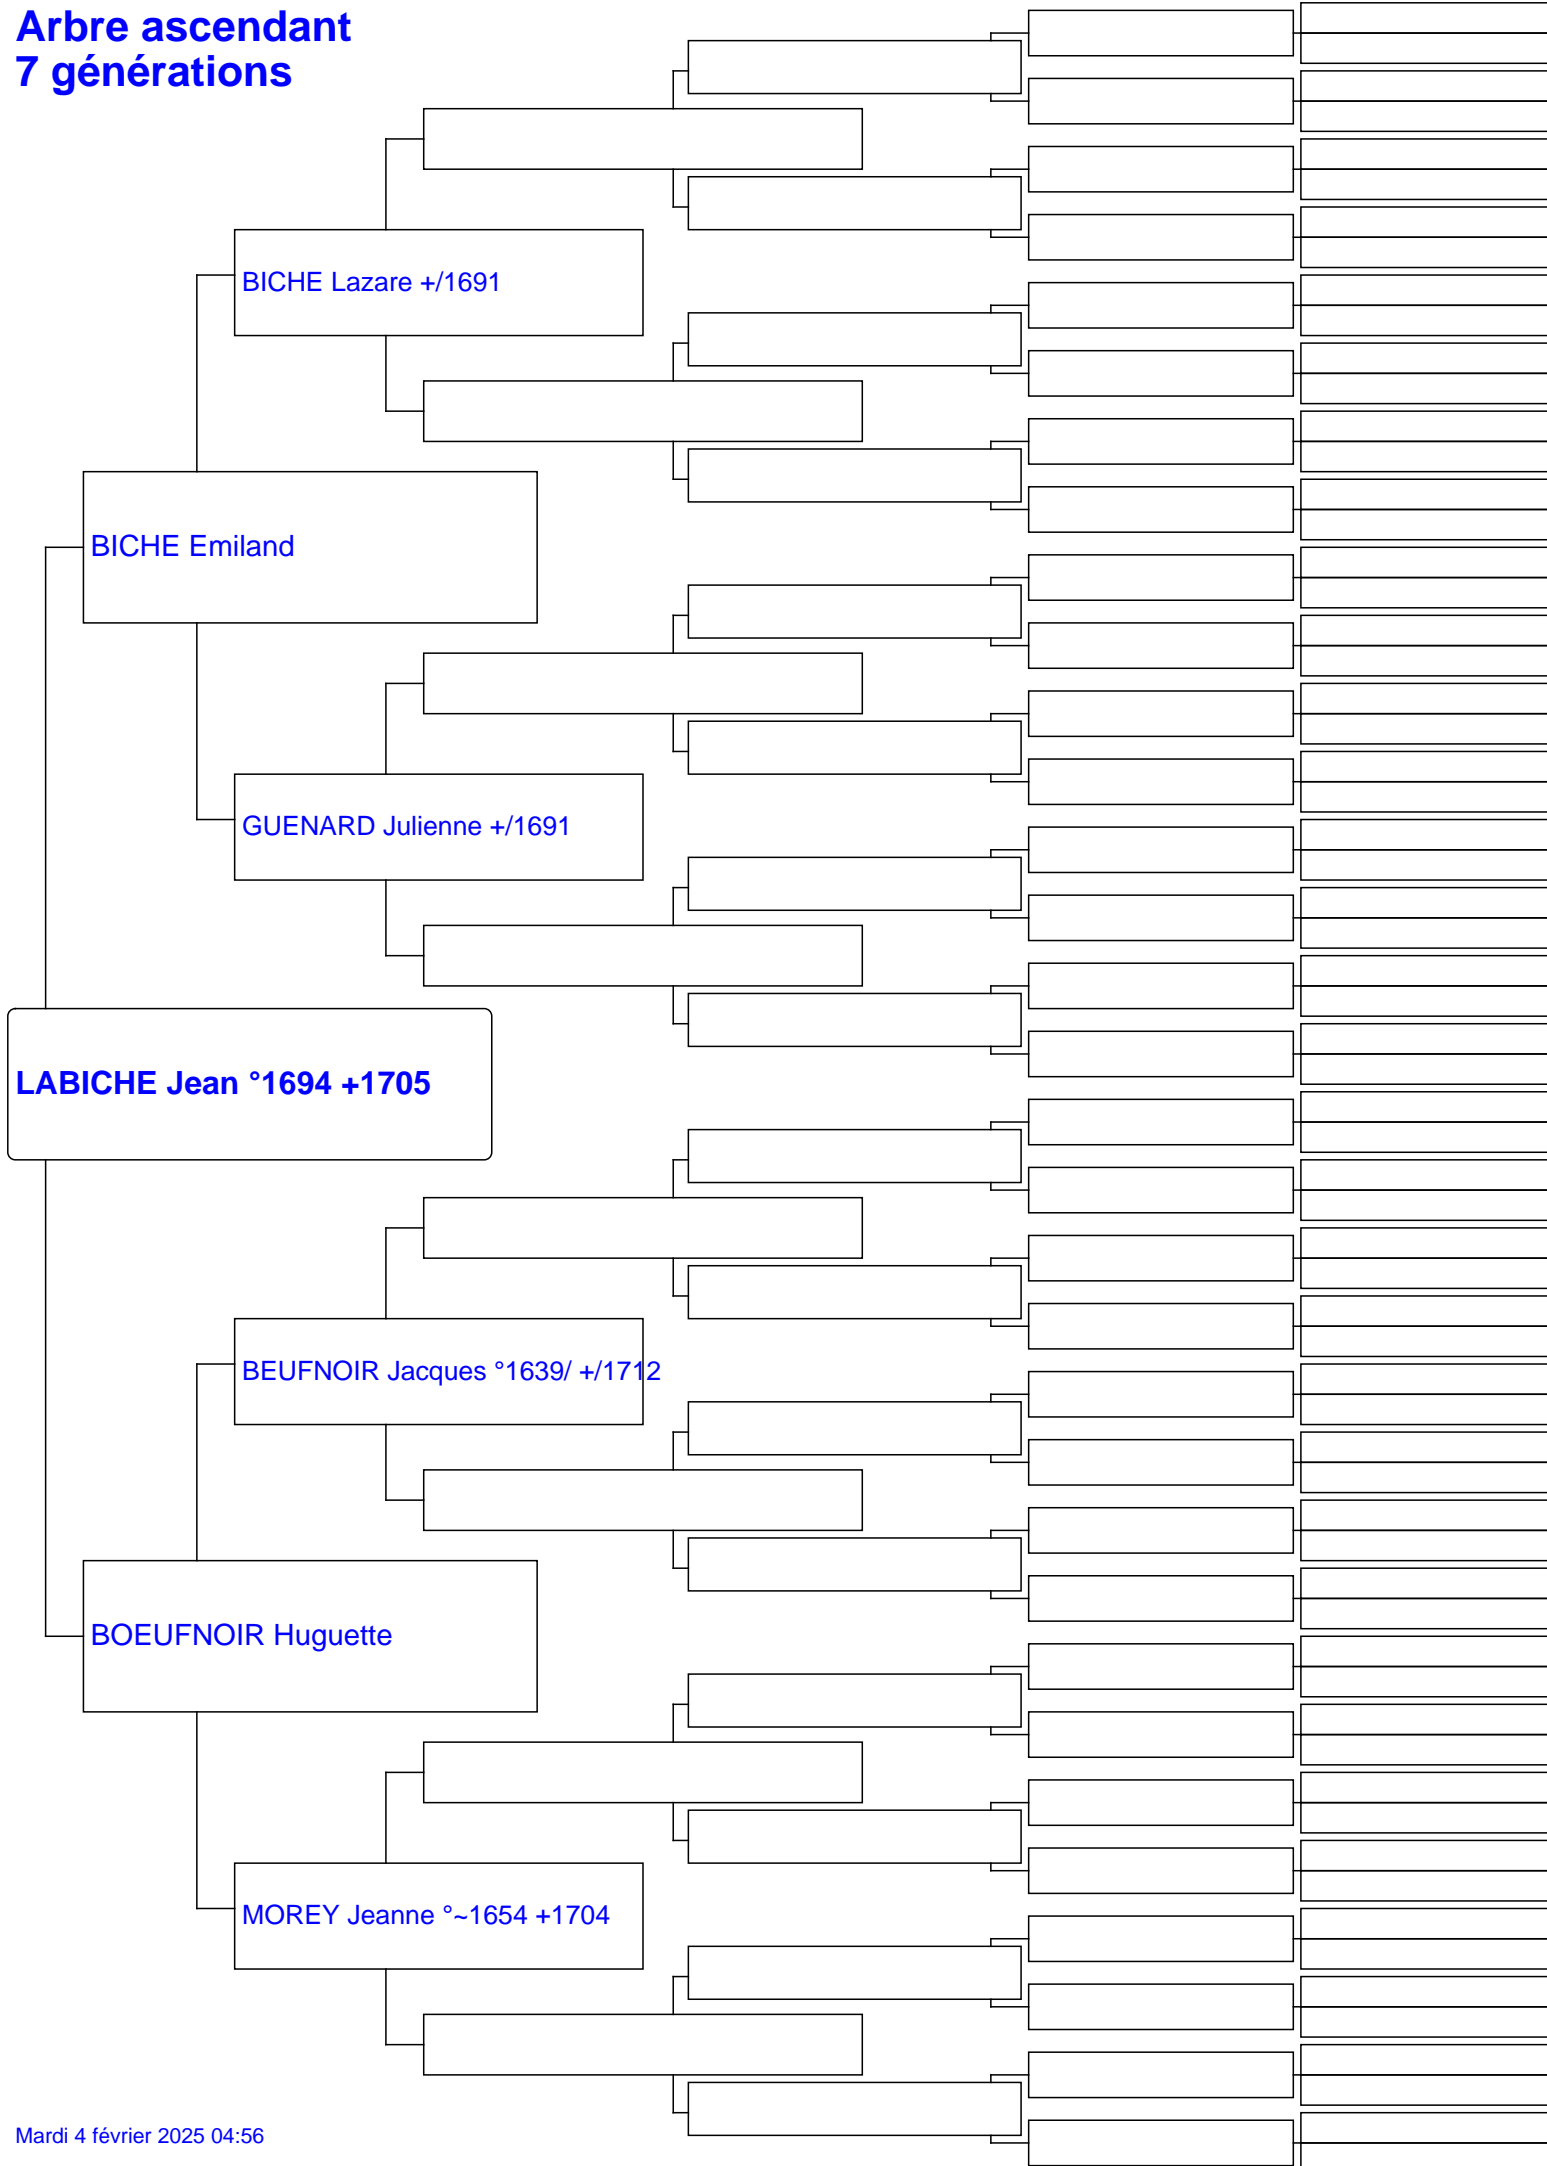 Arbre ascendant
7 générations
BICHE Lazare +/1691
BICHE Emiland
GUENARD Julienne +/1691
LABICHE Jean °1694 +1705
BEUFNOIR Jacques °1639/ +/1712
BOEUFNOIR Huguette
MOREY Jeanne °~1654 +1704
Mardi 4 février 2025 04:56